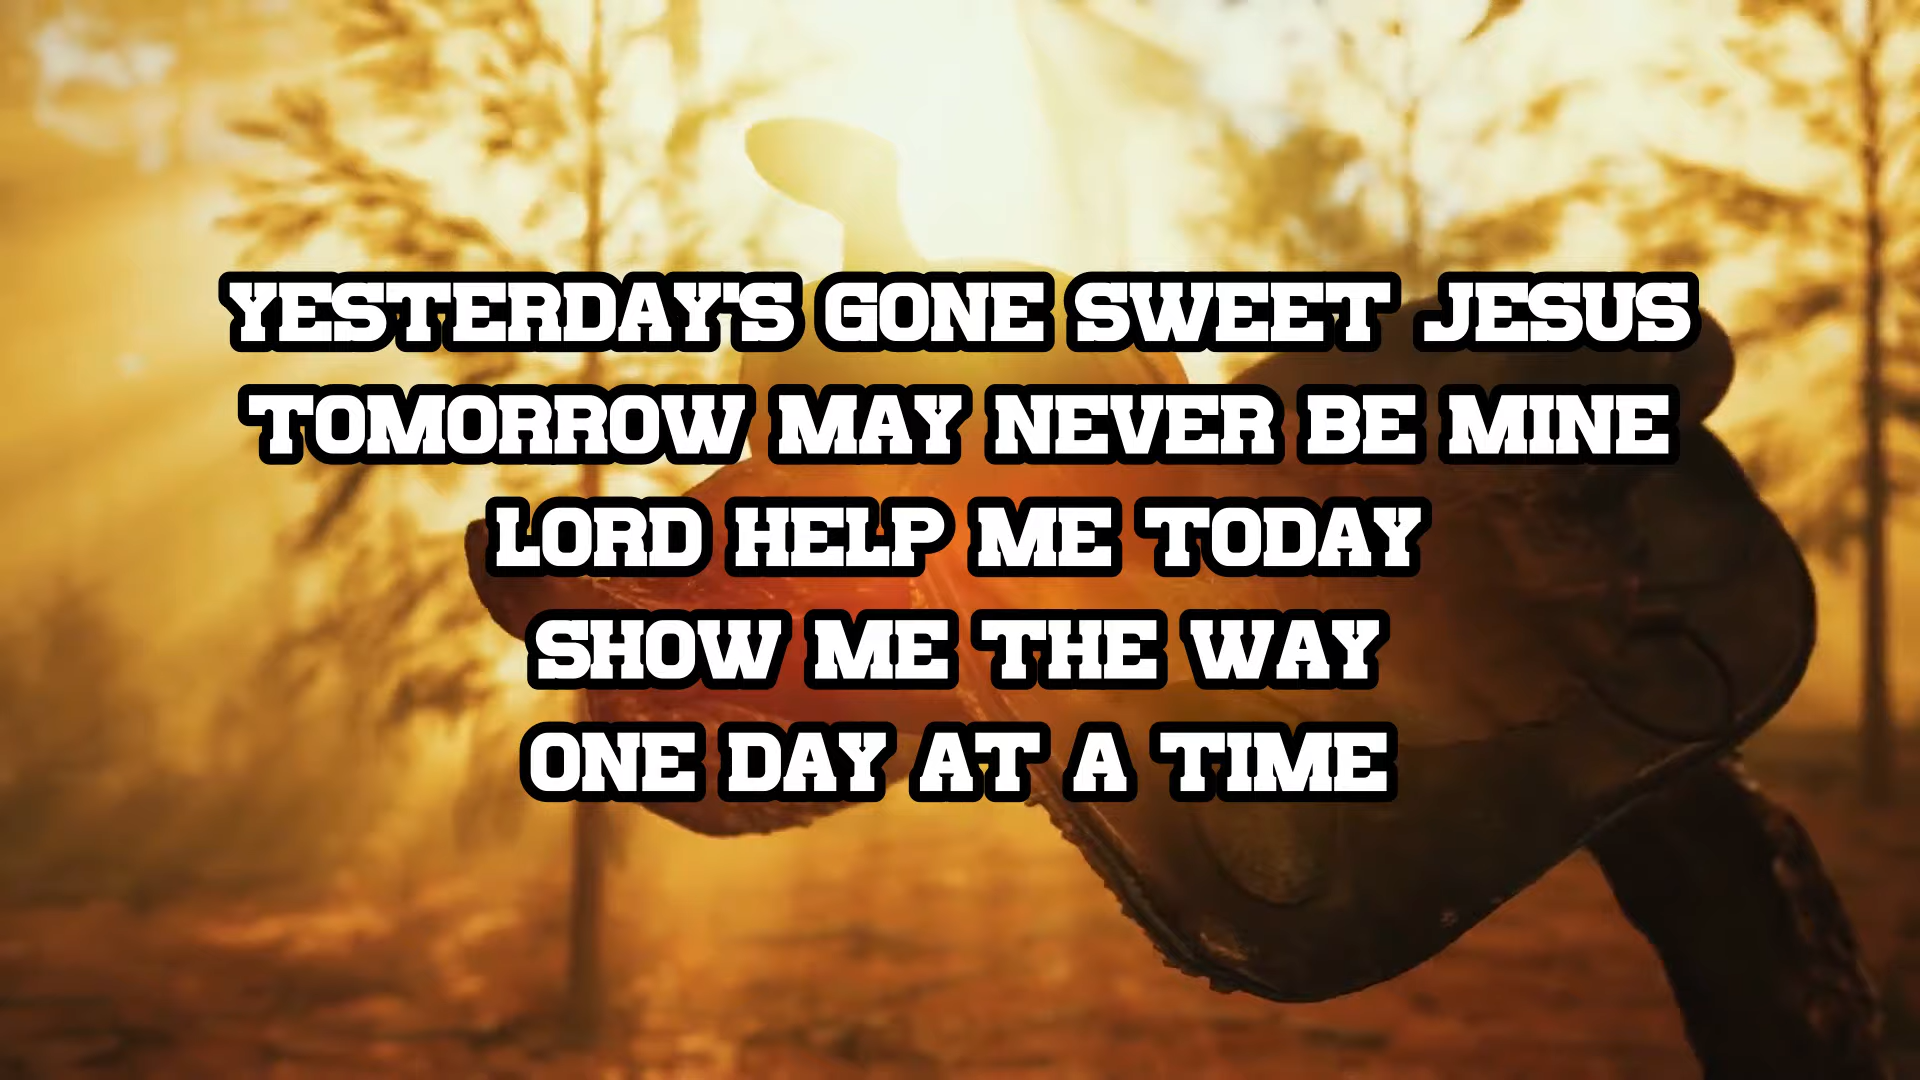 YESTERDAY'S GONE SWEET JESUS
TOMORROW MAY NEVER BE MINE
LORD HELP ME TODAY
SHOW ME THE WAY
ONE DAY AT A TIME